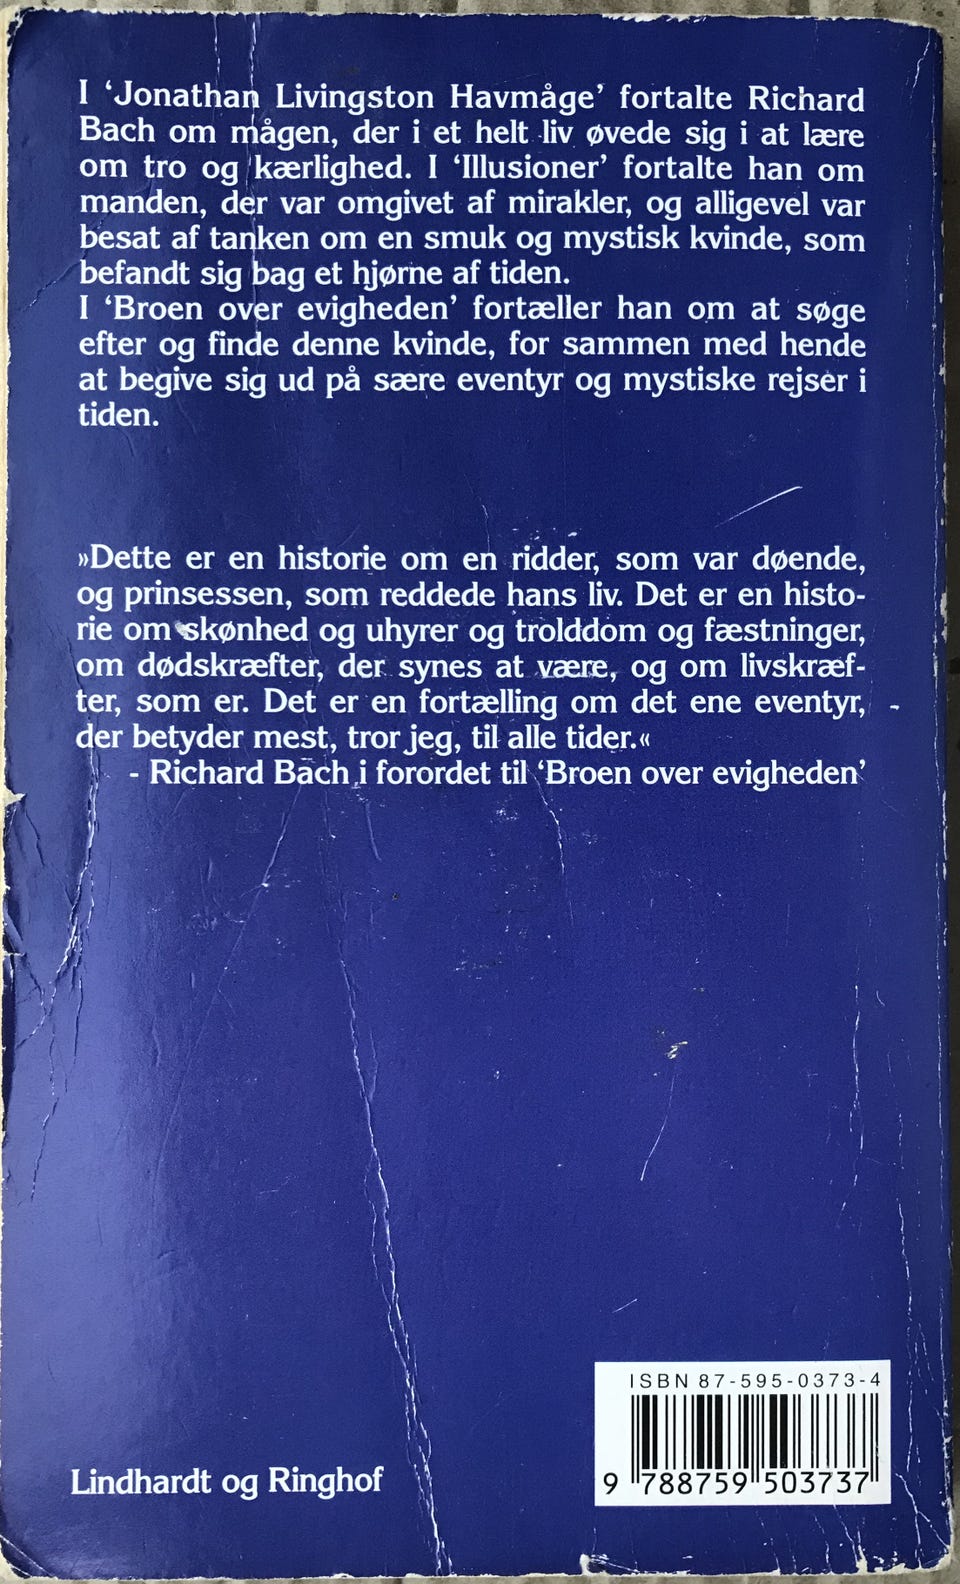 I ‘Jonathan Livingston Havmåge’ fortalte Richard
Bach om mågen, der i et helt liv øvede sig i at lære
om tro og kærlighed. I ‘Illusioner’ fortalte han om
manden, der var omgivet af mirakler, og alligevel var
besat af tanken om en smuk og mystisk kvinde, som
befandt sig bag et hjørne af tiden.
I ‘Broen over evigheden’ fortæller han om at søge
efter og finde denne kvinde, for sammen med hende
at begive sig ud på sære eventyr og mystiske rejser i
tiden.
»Dette er en historie om en ridder, som var døende,
og prinsessen, som reddede hans liv. Det er en histo-
rie om skønhed og uhyrer og trolddom og fæstninger,
om dødskræfter, der synes at være, og om livskræf-
ter, som er. Det er en fortælling om det ene eventyr,
der betyder mest, tror jeg, til alle tider.«
- Richard Bach i forordet til ‘Broen over evigheden’
ISBN 87-595-0373-4
9 788759 503737
Lindhardt og Ringhof